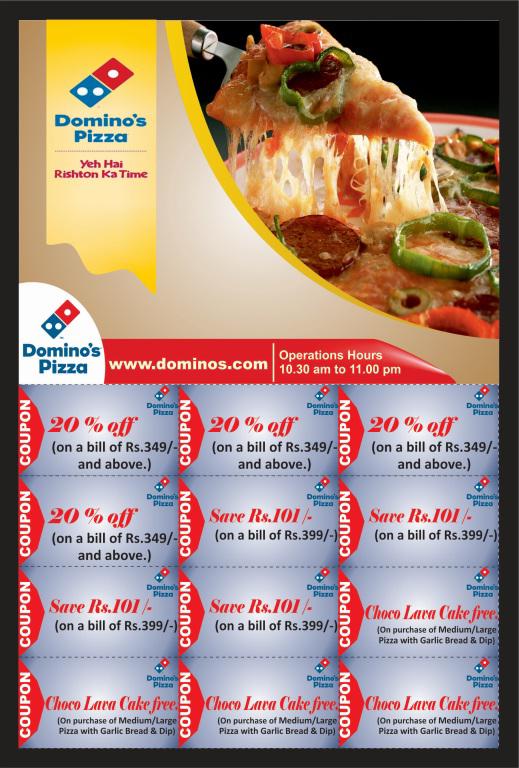 Domino's
Pizza
Yeh Hai
Rishton Ka Time
Domino's
Pizza
www.dominos.com
Operations Hours
10.30 am to 11.00 pm
COUPON
Domino's
Pizza
20 % off
(on a bill of Rs.349/-
and above.)
COUPON
Domino's
Pizza
20 % off
(on a bill of Rs.349/-
and above.)
COUPON
Domino's
Pizza
20 % off
(on a bill of Rs.349/-
and above.)
COUPON
Domino's
Pizza
20 % off
(on a bill of Rs.349/-
and above.)
COUPON
Domino's
Pizza
Save Rs.101 /-
(on a bill of Rs.399/-)
COUPON
Domino's
Pizza
Save Rs.101 /-
(on a bill of Rs.399/-)
COUPON
Domino's
Pizza
Save Rs.101 /-
(on a bill of Rs.399/-)
COUPON
Domino's
Pizza
Save Rs.101 /-
(on a bill of Rs.399/-)
COUPON
Domino's
Pizza
Choco Lava Cake free.
(On purchase of Medium/Large
Pizza with Garlic Bread & Dip)
COUPON
Domino's
Pizza
Choco Lava Cake free.
(On purchase of Medium/Large
Pizza with Garlic Bread & Dip)
COUPON
Domino's
Pizza
Choco Lava Cake free.
(On purchase of Medium/Large
Pizza with Garlic Bread & Dip)
COUPON
Domino's
Pizza
Choco Lava Cake free.
(On purchase of Medium/Large
Pizza with Garlic Bread & Dip)